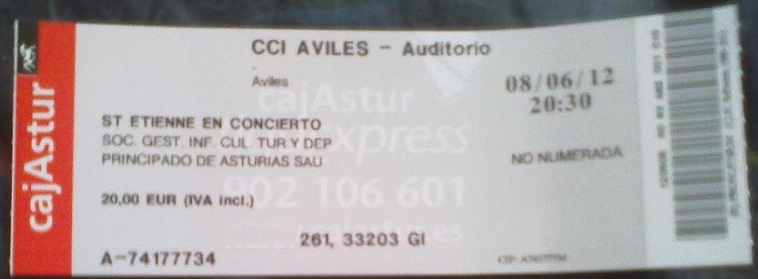 cajAstur
CCI AVILES - Auditorio
Aviles
08/06/12
20:30
cajAstur
express
ST ETIENNE EN CONCIERTO
SOC. GEST. INF. CUL. TUR Y DEP
PRINCIPADO DE ASTURIAS SAU
NO NUMERADA
902 106 601
20,00 EUR (IVA incl.)
261, 33203 GI
A-74177734